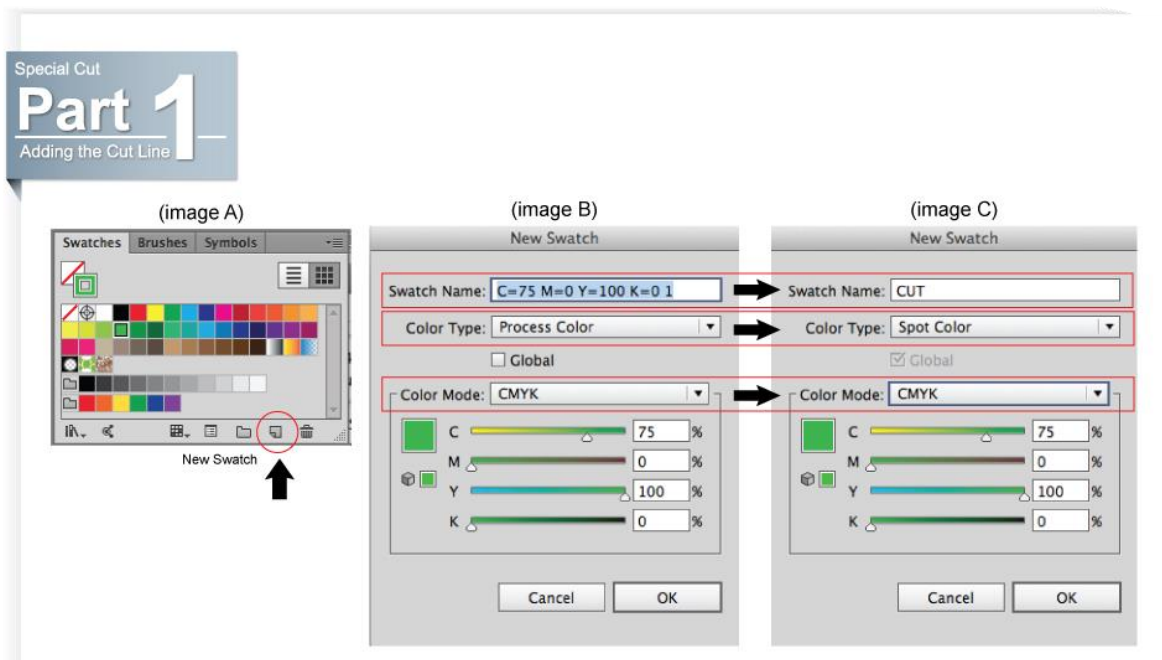 Special Cut
Part 1
Adding the Cut Line
(image A)
Swatches Brushes Symbols
New Swatch
(image B)
New Swatch
Swatch Name: C=75 M=0 Y=100 K=0 1
Color Type: Process Color
Global
Color Mode: CMYK
C 75 %
M 0 %
Y 100 %
K 0 %
Cancel OK
(image C)
New Swatch
Swatch Name: CUT
Color Type: Spot Color
Global
Color Mode: CMYK
C 75 %
M 0 %
Y 100 %
K 0 %
Cancel OK